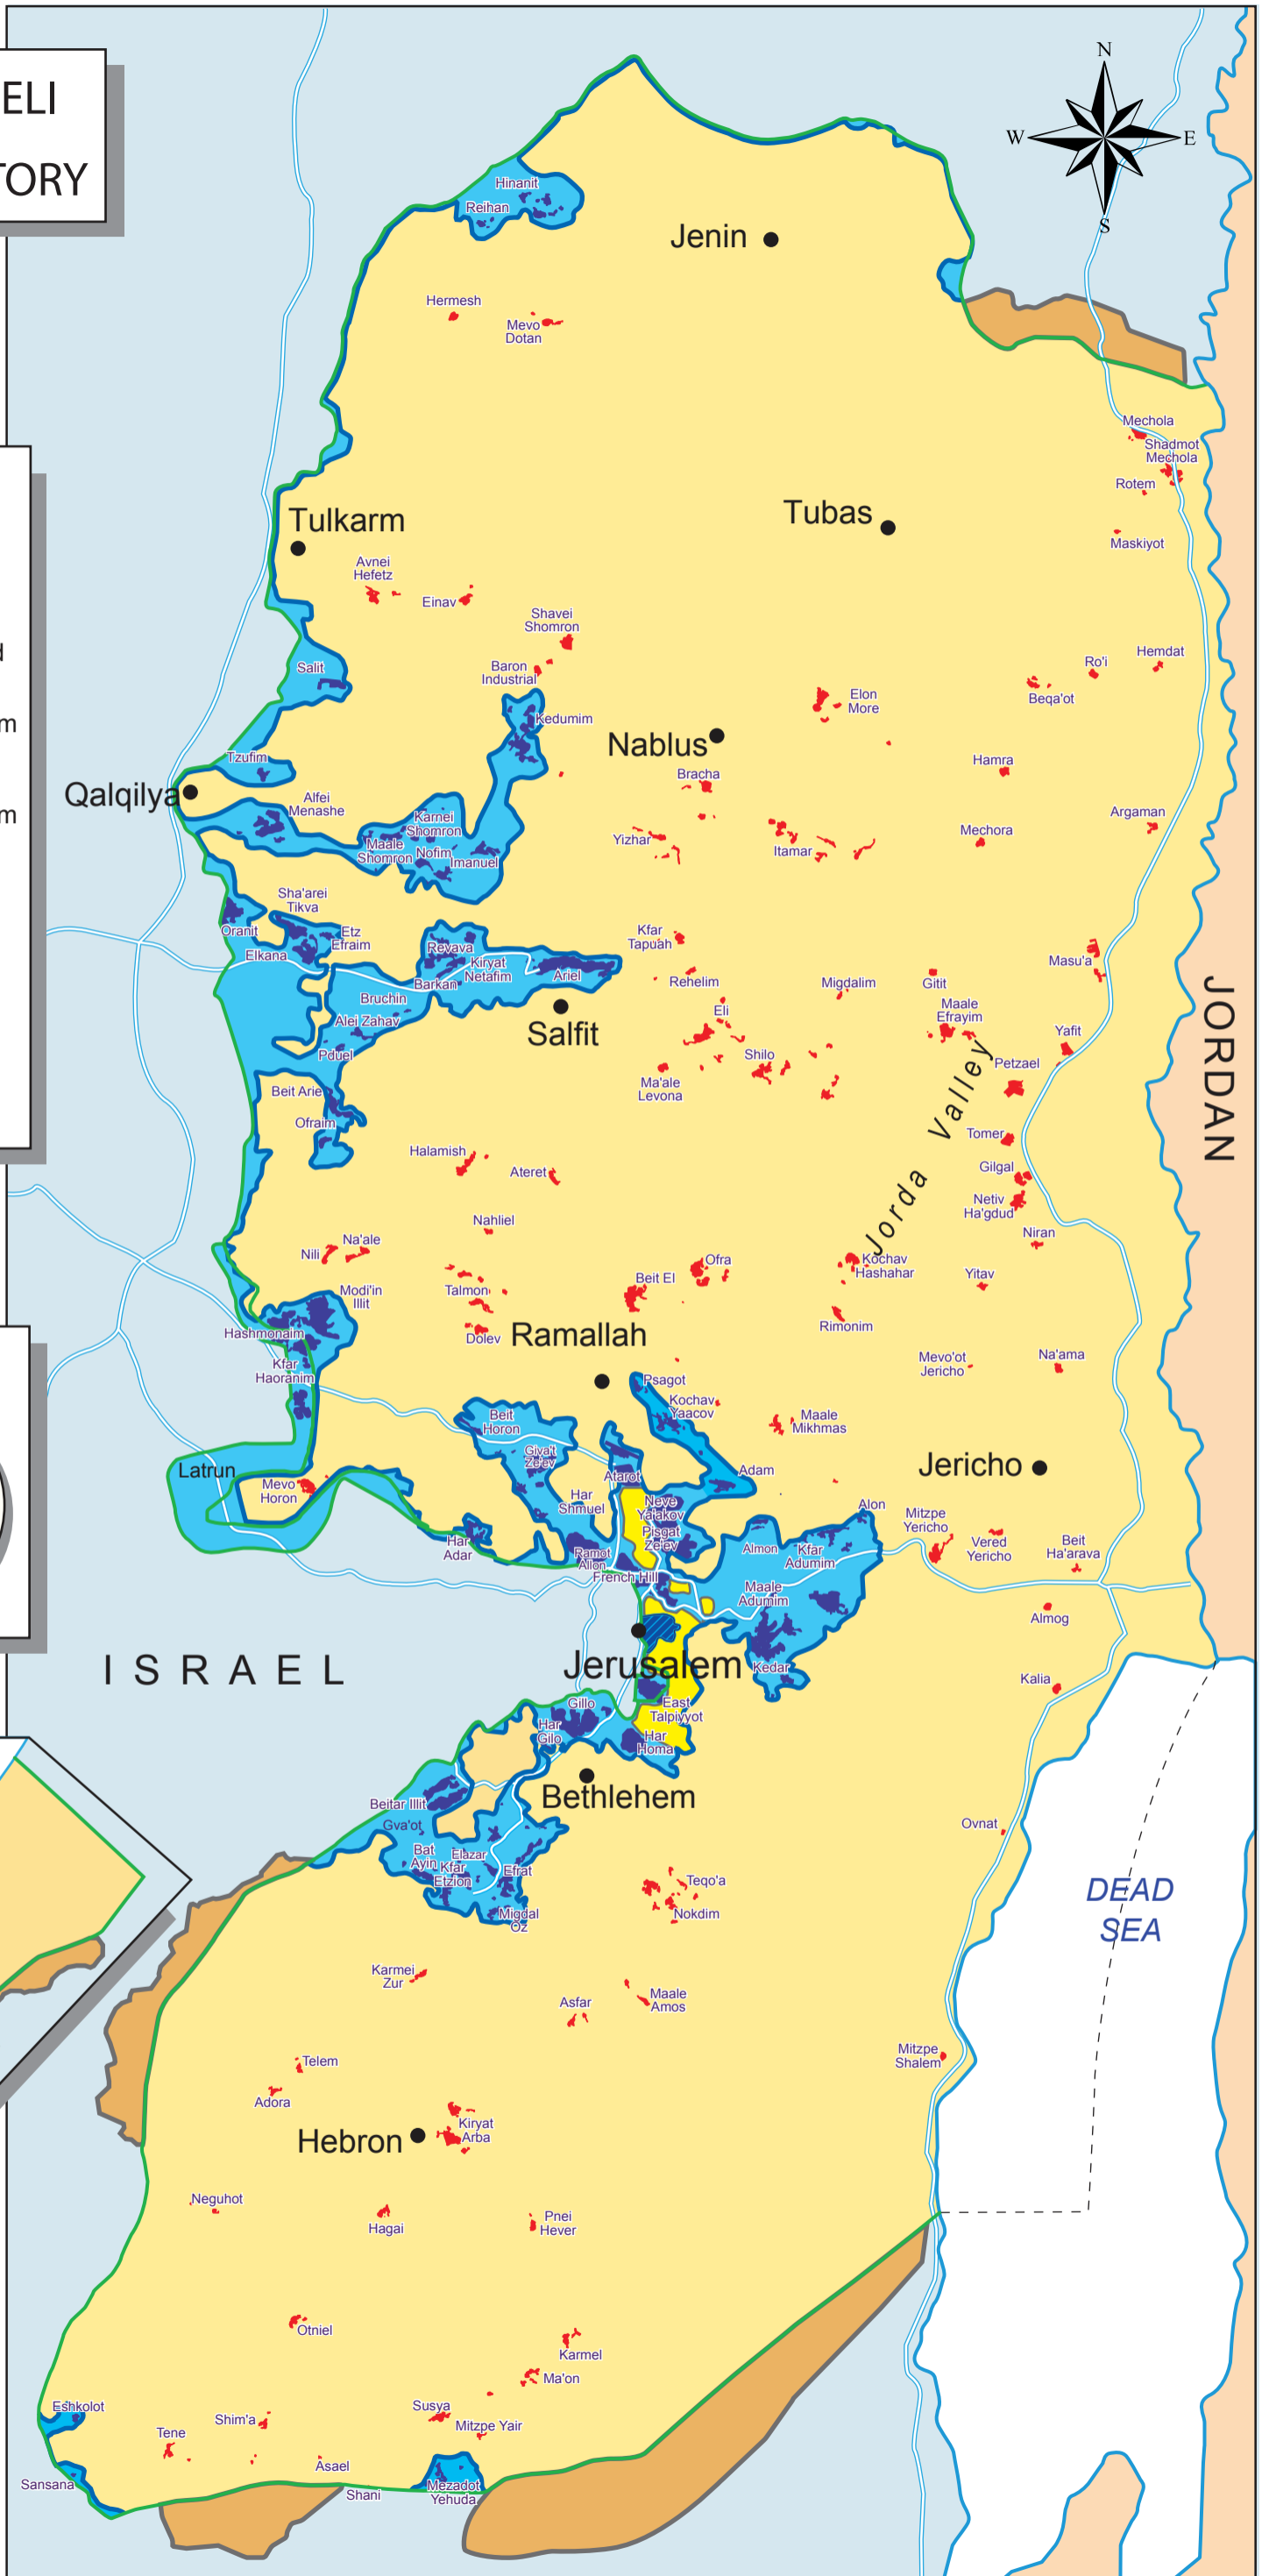 ELI
TORY
N
W
E
S
Hinanit
Reihan
Jenin
Hermesh
Mevo
Dotan
Mechola
Shadmot
Mechola
Rotem
Maskiyot
Tulkarm
Tubas
Avnei
Hefetz
Einav
Shavei
Shomron
d
Salit
Baron
Industrial
Hemdat
Ro'i
Beqa'ot
Elon
More
m
Kedumim
Nablus
Tzufim
Hamra
Bracha
Qalqilya
Alfei
Menashe
m
Karnei
Shomron
Argaman
Mechora
Yizhar
Itamar
Maale
Shomron
Nofim
Imanuel
Sha'arei
Tikva
Oranit
Etz
Efraim
Elkana
Kfar
Tapuah
Revava
Kiryat
Netafim
Barkan
Ariel
Masu'a
Rehelim
Migdalim
Gitit
Bruchin
Maale
Efrayim
Alei Zahav
Eli
Salfit
Yafit
Pduel
Shilo
Petzael
Beit Arie
Ma'ale
Levona
Ofraim
JORDAN
Jorda Valley
Tomer
Halamish
Ateret
Gilgal
Netiv
Ha'gdud
Nahliel
Niran
Nili
Na'ale
Ofra
Kochav
Hashahar
Beit El
Yitav
Modi'in
Illit
Talmon
Rimonim
Hashmonaim
Dolev
Ramallah
Kfar
Haoranim
Mevo'ot
Jericho
Na'ama
Psagot
Kochav
Yaacov
Beit
Horon
Maale
Mikhmas
Giva't
Ze'ev
Jericho
Latrun
Atarot
Adam
Mevo
Horon
Har
Shmuel
Neve
Ya'akov
Alon
Mitzpe
Yericho
Pisgat
Ze'ev
Har
Adar
Vered
Yericho
Beit
Ha'arava
Ramot
Allon
Almon
Kfar
Adumim
French Hill
Maale
Adumim
Almog
ISRAEL
Jerusalem
Kedar
Kalia
Gillo
East
Talpiyyot
Har
Gilo
Har
Homa
Bethlehem
Beitar Illit
Gva'ot
Ovnat
Bat
Ayin
Elazar
Kfar
Etzion
Efrat
Teqo'a
DEAD
SEA
Migdal
Oz
Nokdim
Karmei
Zur
Asfar
Maale
Amos
Mitzpe
Shalem
Telem
Adora
Hebron
Kiryat
Arba
Neguhot
Hagai
Pnei
Hever
Otniel
Karmel
Ma'on
Eshkolot
Susya
Shim'a
Mitzpe Yair
Tene
Asael
Sansana
Shani
Mezadot
Yehuda